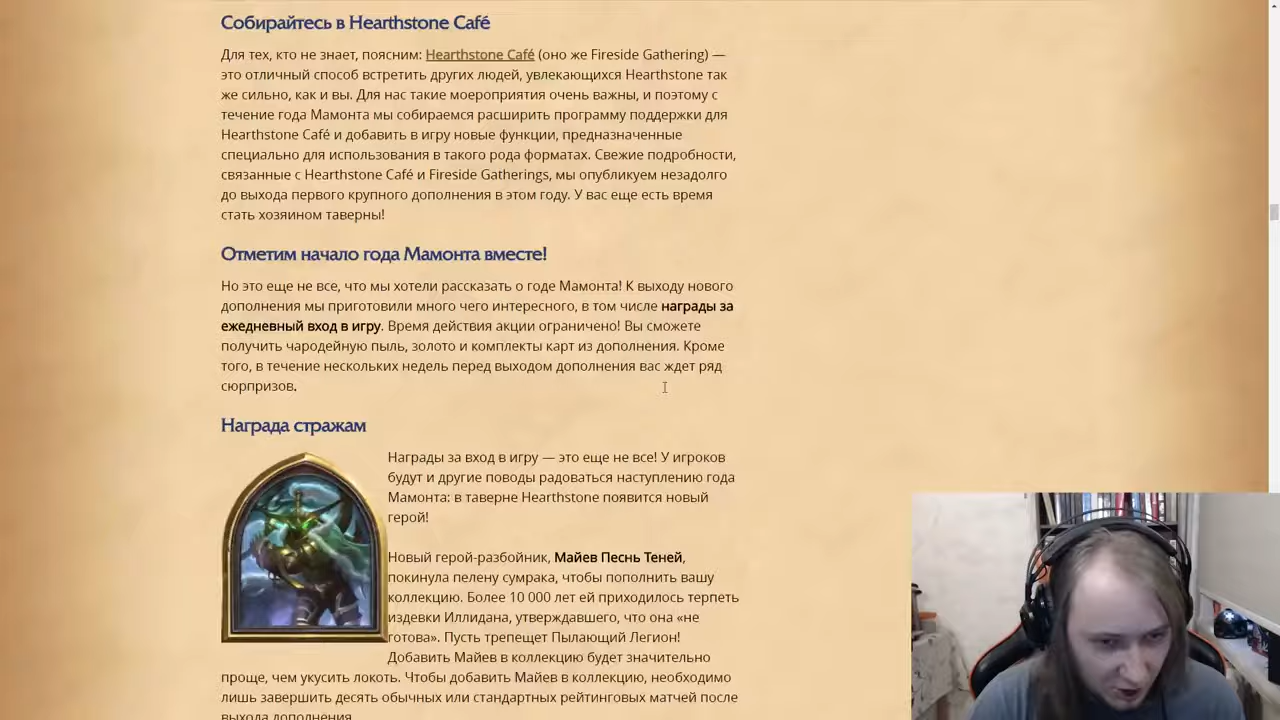 Собирайтесь в Hearthstone Café
Для тех, кто не знает, поясним: Hearthstone Café (оно же Fireside Gathering) —
это отличный способ встретить других людей, увлекающихся Hearthstone так
же сильно, как и вы. Для нас такие моероприятия очень важны, и поэтому с
течение года Мамонта мы собираемся расширить программу поддержки для
Hearthstone Café и добавить в игру новые функции, предназначенные
специально для использования в такого рода форматах. Свежие подробности,
связанные с Hearthstone Café и Fireside Gatherings, мы опубликуем незадолго
до выхода первого крупного дополнения в этом году. У вас еще есть время
стать хозяином таверны!
Отметим начало года Мамонта вместе!
Но это еще не все, что мы хотели рассказать о годе Мамонта! К выходу нового
дополнения мы приготовили много чего интересного, в том числе награды за
ежедневный вход в игру. Время действия акции ограничено! Вы сможете
получить чародейную пыль, золото и комплекты карт из дополнения. Кроме
того, в течение нескольких недель перед выходом дополнения вас ждет ряд
сюрпризов.
Награда стражам
Награды за вход в игру — это еще не все! У игроков
будут и другие поводы радоваться наступлению года
Мамонта: в таверне Hearthstone появится новый
герой!
Новый герой-разбойник, Майев Песнь Теней,
покинула пелену сумрака, чтобы пополнить вашу
коллекцию. Более 10 000 лет ей приходилось терпеть
издевки Иллидана, утверждавшего, что она «не
готова». Пусть трепещет Пылающий Легион!
Добавить Майев в коллекцию будет значительно
проще, чем укусить локоть. Чтобы добавить Майев в коллекцию, необходимо
лишь завершить десять обычных или стандартных рейтинговых матчей после
выхода дополнения.